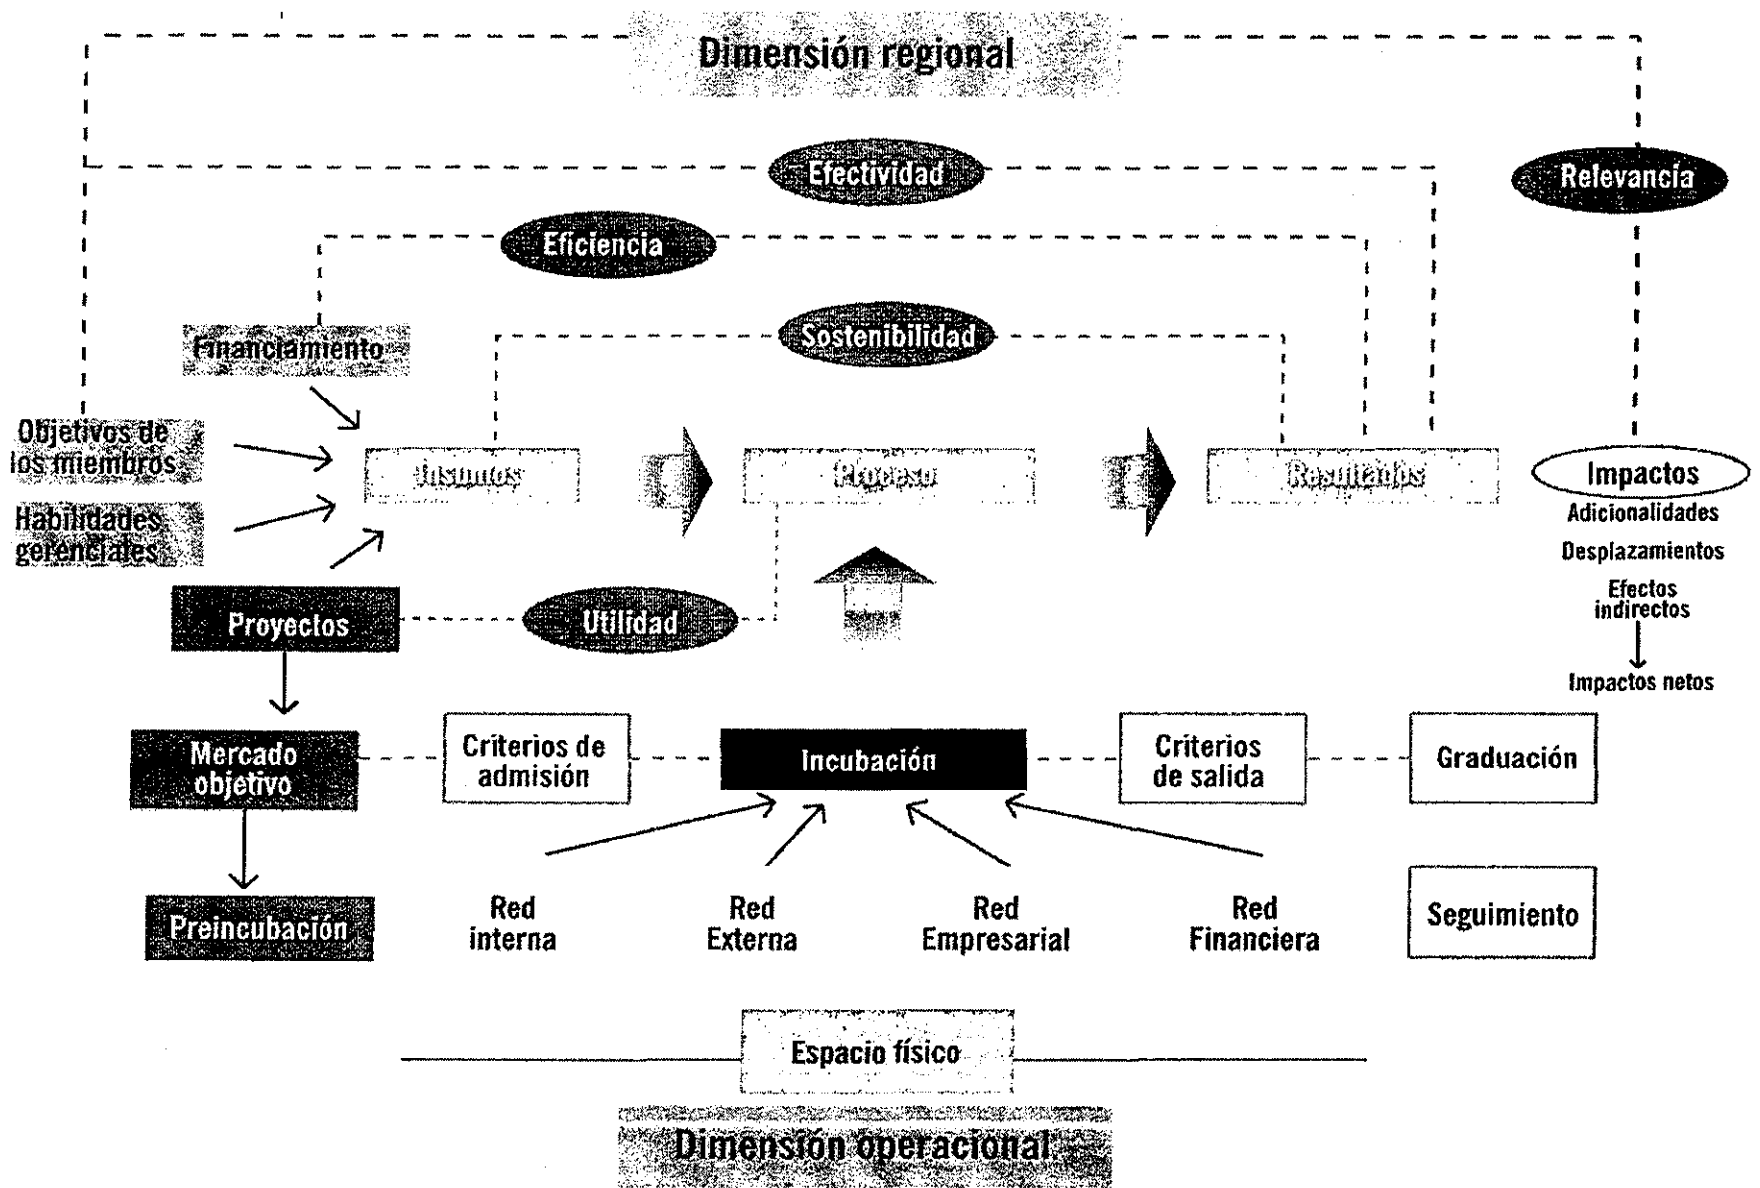 Dimensión regional
Efectividad
Relevancia
Eficiencia
Sostenibilidad
Financiamiento
Objetivos de
los miembros
Insumos
Proceso
Resultados
Impactos
Habilidades
gerenciales
Adicionalidades
Desplazamientos
Efectos
indirectos
Impactos netos
Proyectos
Utilidad
Mercado
objetivo
Criterios de
admisión
Incubación
Criterios
de salida
Graduación
Preincubación
Red
interna
Red
Externa
Red
Empresarial
Red
Financiera
Seguimiento
Espacio físico
Dimensión operacional